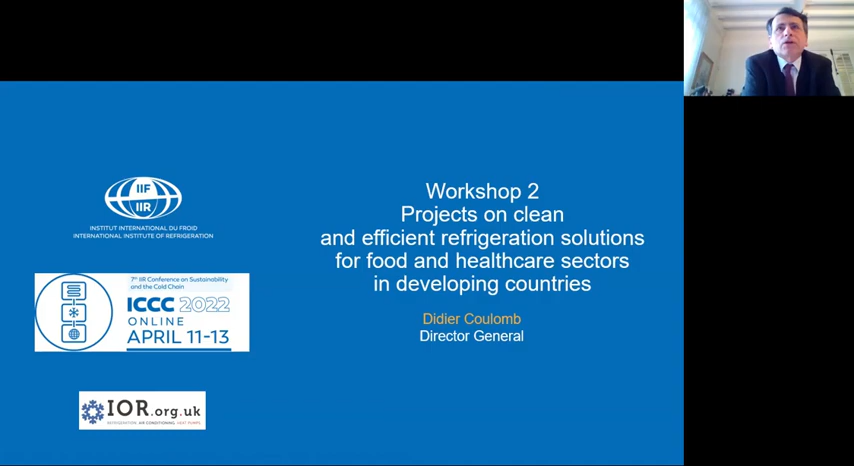 IIF
IIR
INSTITUT INTERNATIONAL DU FROID
INTERNATIONAL INSTITUTE OF REFRIGERATION
7th IIR Conference on Sustainability
and the Cold Chain
ICCC 2022
ONLINE
APRIL 11-13
IOR.org.uk
REFRIGERATION AIR CONDITIONING HEAT PUMPS
Workshop 2
Projects on clean
and efficient refrigeration solutions
for food and healthcare sectors
in developing countries
Didier Coulomb
Director General